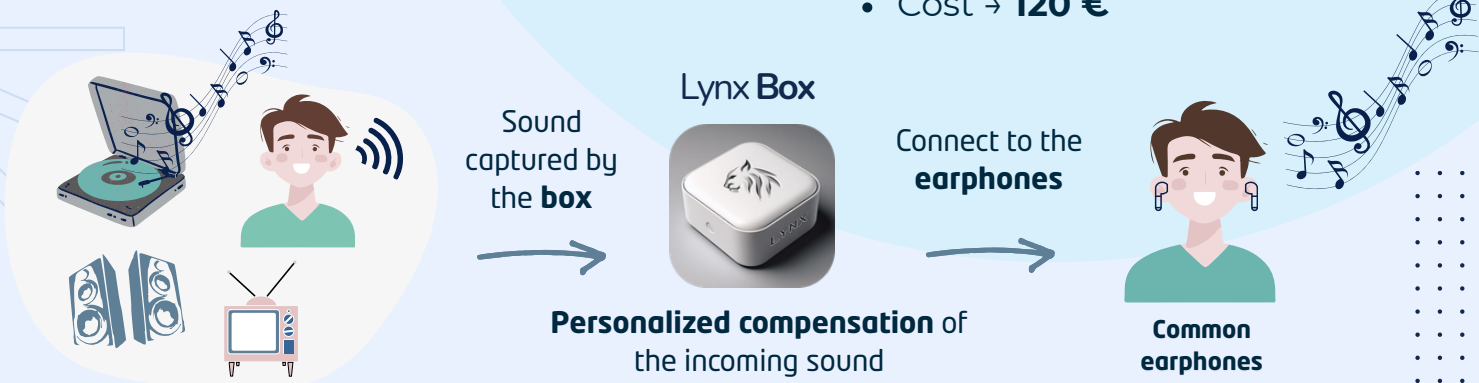 • Cost → 120 €
Lynx Box
Sound
captured by
the box
Connect to the
earphones
LYNX
Personalized compensation of
the incoming sound
Common
earphones